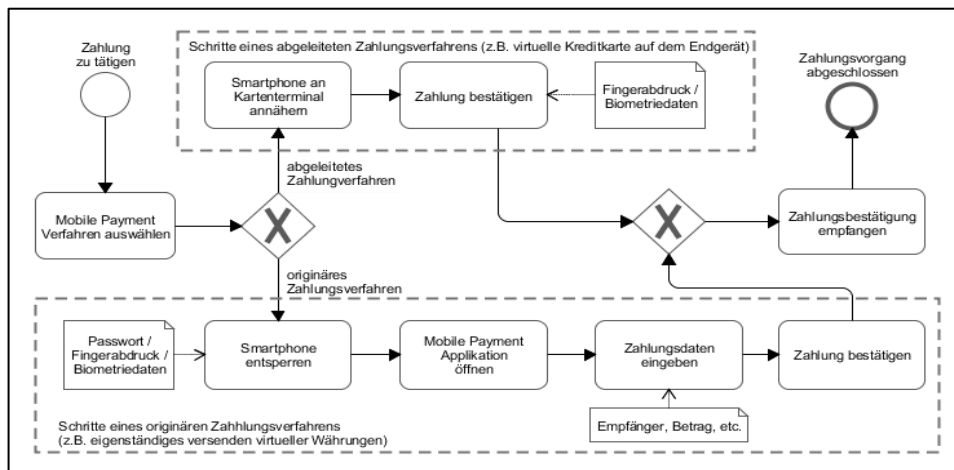 Zahlung
zu tätigen
Schritte eines abgeleiteten Zahlungsverfahrens (z.B. virtuelle Kreditkarte auf dem Endgerät)
Smartphone an
Kartenterminal
annähern
Zahlung bestätigen
Fingerabdruck /
Biometriedaten
Zahlungsvorgang
abgeschlossen
abgeleitetes
Zahlungverfahren
Mobile Payment
Verfahren auswählen
Zahlungsbestätigung
empfangen
originäres
Zahlungsverfahren
Passwort /
Fingerabdruck /
Biometriedaten
Smartphone
entsperren
Mobile Payment
Applikation
öffnen
Zahlungsdaten
eingeben
Zahlung bestätigen
Empfänger, Betrag, etc.
Schritte eines originären Zahhlungsverfahrens
(z.B. eigenständiges versenden virtueller Währungen)